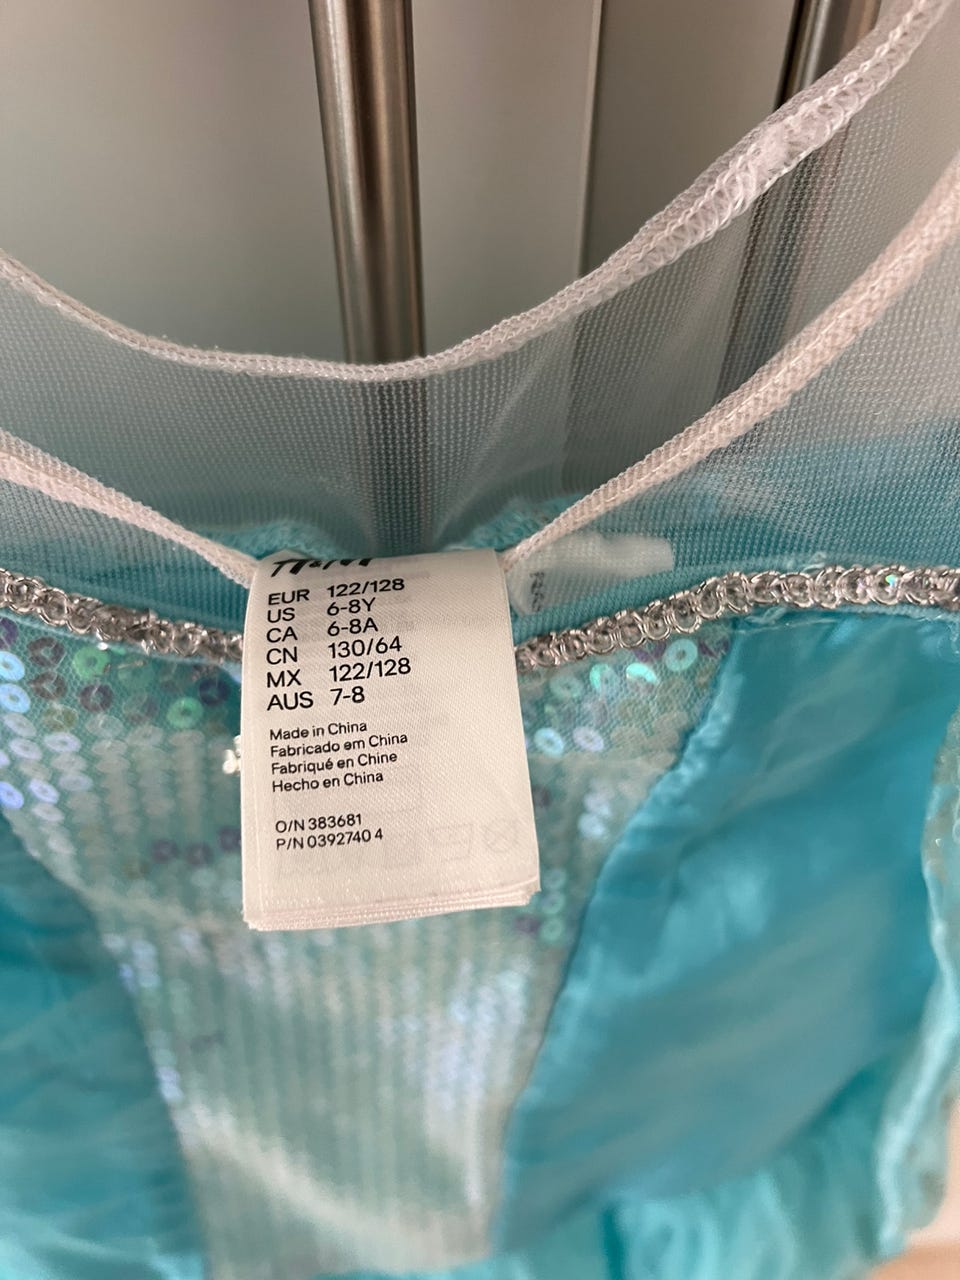 H&M
EUR 122/128
US 6-8Y
CA 6-8A
CN 130/64
MX 122/128
AUS 7-8
Made in China
Fabricado em China
Fabriqué en Chine
Hecho en China
O/N 383681
P/N 0392740 4